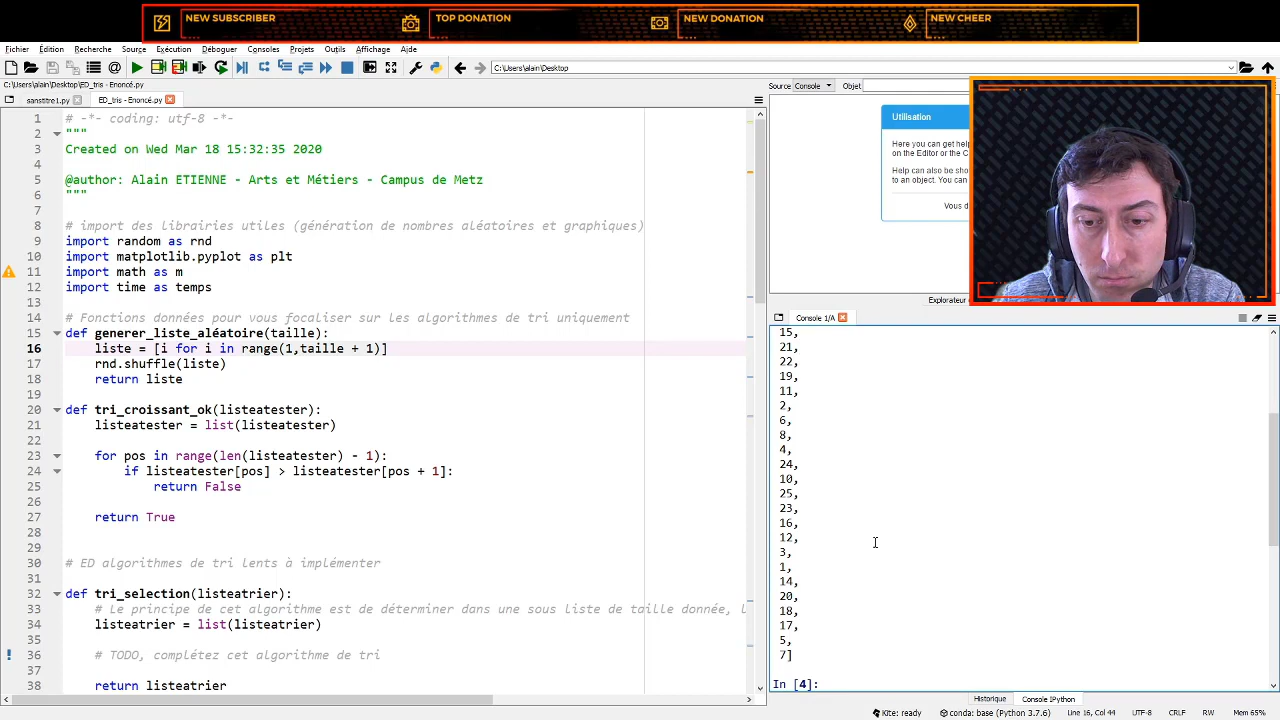 NEW SUBSCRIBER
TOP DONATION
NEW DONATION
NEW CHEER
Fichier Édition Source Exécution Déboguer Consoles Projets Outils Affichage Aide
C:\Users\alain\Desktop
C:\Users\alain\Desktop\ED_tris - Enoncé.py
sanstitre1.py
ED_tris - Enoncé.py
1 # -*- coding: utf-8 -*-
2 """
3 Created on Wed Mar 18 15:32:35 2020
4
5 @author: Alain ETIENNE - Arts et Métiers - Campus de Metz
6 """
7
8 # import des librairies utiles (génération de nombres aléatoires et graphiques)
9 import random as rnd
10 import matplotlib.pyplot as plt
11 import math as m
12 import time as temps
13
14 # Fonctions données pour vous focaliser sur les algorithmes de tri uniquement
15 def generer_liste_aléatoire(taille):
16 liste = [i for i in range(1,taille + 1)]
17 rnd.shuffle(liste)
18 return liste
19
20 def tri_croissant_ok(listeatester):
21 listeatester = list(listeatester)
22
23 for pos in range(len(listeatester) - 1):
24 if listeatester[pos] > listeatester[pos + 1]:
25 return False
26
27 return True
28
29
30 # ED algorithmes de tri lents à implémenter
31
32 def tri_selection(listeatrier):
33 # Le principe de cet algorithme est de déterminer dans une sous liste de taille donnée, l
34 listeatrier = list(listeatrier)
35
36 # TODO, complétez cet algorithme de tri
37
38 return listeatrier
Source Console Objet
Utilisation
Here you can get help
on the Editor or the C
Help can also be sho
to an object. You can
Vous d
Explorateur
Console 1/A
15,
21,
22,
19,
11,
2,
6,
8,
4,
24,
10,
25,
23,
16,
12,
3,
1,
14,
20,
18,
17,
5,
7]
In [4]:
Historique Console IPython
Kite: ready conda: base (Python 3.7.6) Line 16, Col 44 UTF-8 CRLF RW Mem 65%